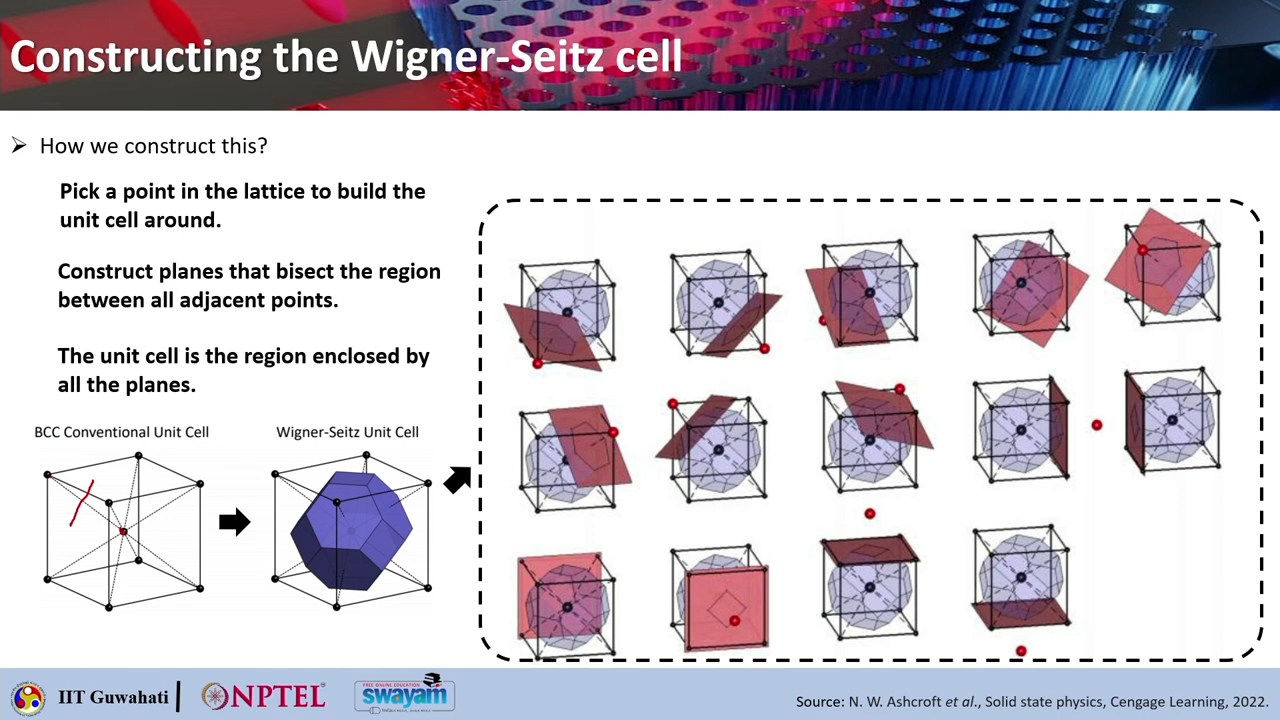 Constructing the Wigner-Seitz cell
➢ How we construct this?
Pick a point in the lattice to build the
unit cell around.
Construct planes that bisect the region
between all adjacent points.
The unit cell is the region enclosed by
all the planes.
BCC Conventional Unit Cell
Wigner-Seitz Unit Cell
IIT Guwahati
NPTEL
FREE ONLINE EDUCATION
swayam
Source: N. W. Ashcroft et al., Solid state physics, Cengage Learning, 2022.